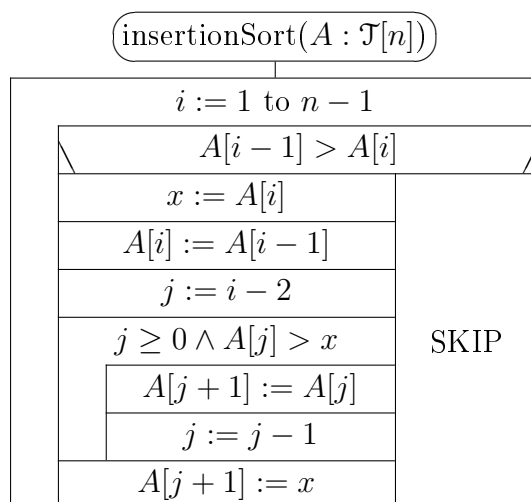 insertionSort(A : 𝒯[n])
i := 1 to n − 1
A[i − 1] > A[i]
x := A[i]
A[i] := A[i − 1]
j := i − 2
j ≥ 0 ∧ A[j] > x
SKIP
A[j + 1] := A[j]
j := j − 1
A[j + 1] := x